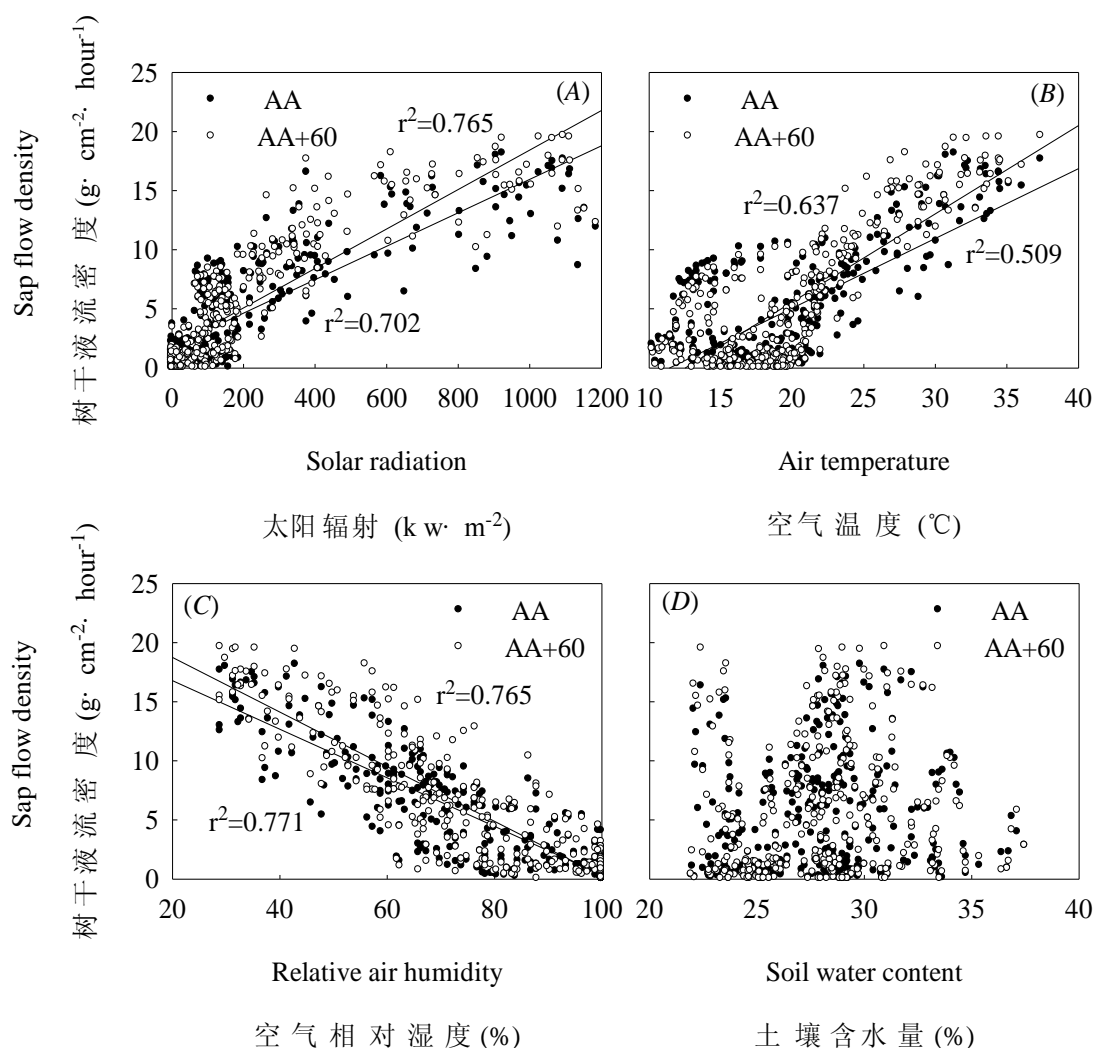 25
20
15
10
5
0
0
200
400
600
800
1000
1200
(A)
AA
AA+60
r²=0.765
r²=0.702
Sap flow density
树干液流密 度 (g· cm⁻²· hour⁻¹)
Solar radiation
太阳辐射 (k w· m⁻²)
10
15
20
25
30
35
40
(B)
AA
AA+60
r²=0.637
r²=0.509
Air temperature
空气温 度 (℃)
25
20
15
10
5
0
20
40
60
80
100
(C)
AA
AA+60
r²=0.765
r²=0.771
Sap flow density
树干液流密 度 (g· cm⁻²· hour⁻¹)
Relative air humidity
空气相对湿度(%)
20
25
30
35
40
(D)
AA
AA+60
Soil water content
土壤含水量(%)